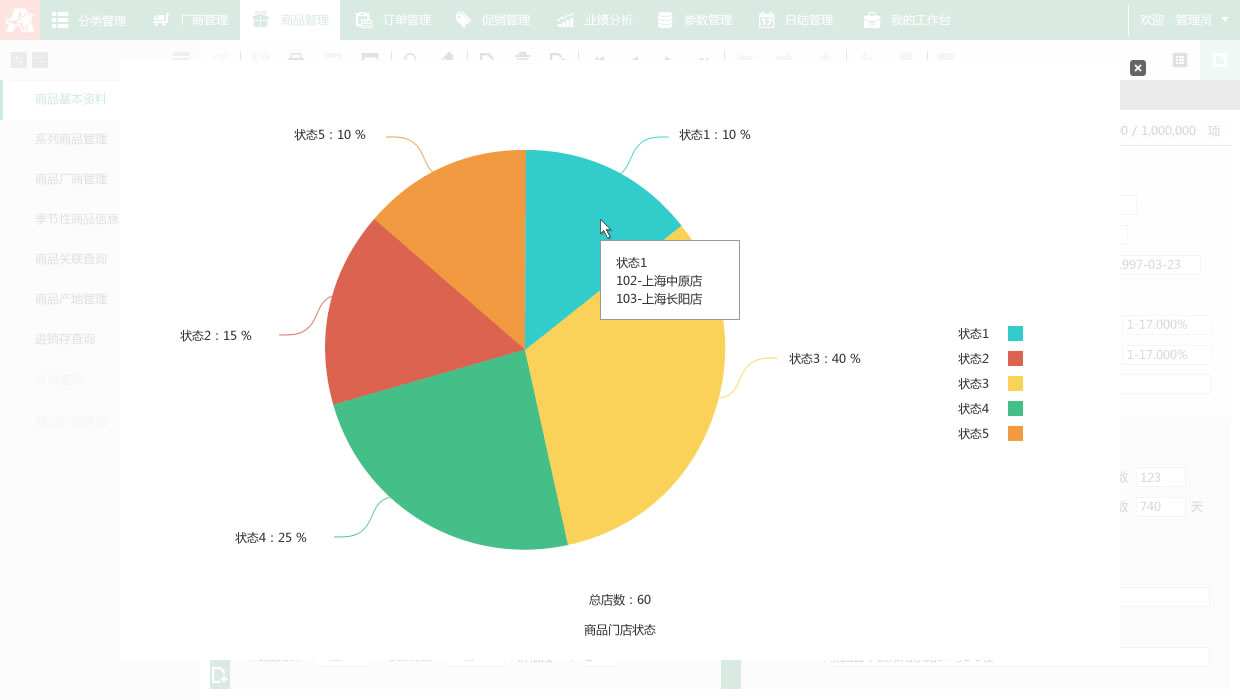 分类管理
厂商管理
商品管理
订单管理
促销管理
业绩分析
参数管理
日结管理
我的工作台
欢迎，管理员
商品基本资料
系列商品管理
商品厂商管理
季节性商品信息
商品关联查询
商品产地管理
进销存查询
/ 1,000,000 项
997-03-23
1-17.000%
1-17.000%
数 123
数 740 天
状态5：10 %
状态1：10 %
状态1
102-上海中原店
103-上海长阳店
状态2：15 %
状态3：40 %
状态4：25 %
状态1
状态2
状态3
状态4
状态5
总店数：60
商品门店状态